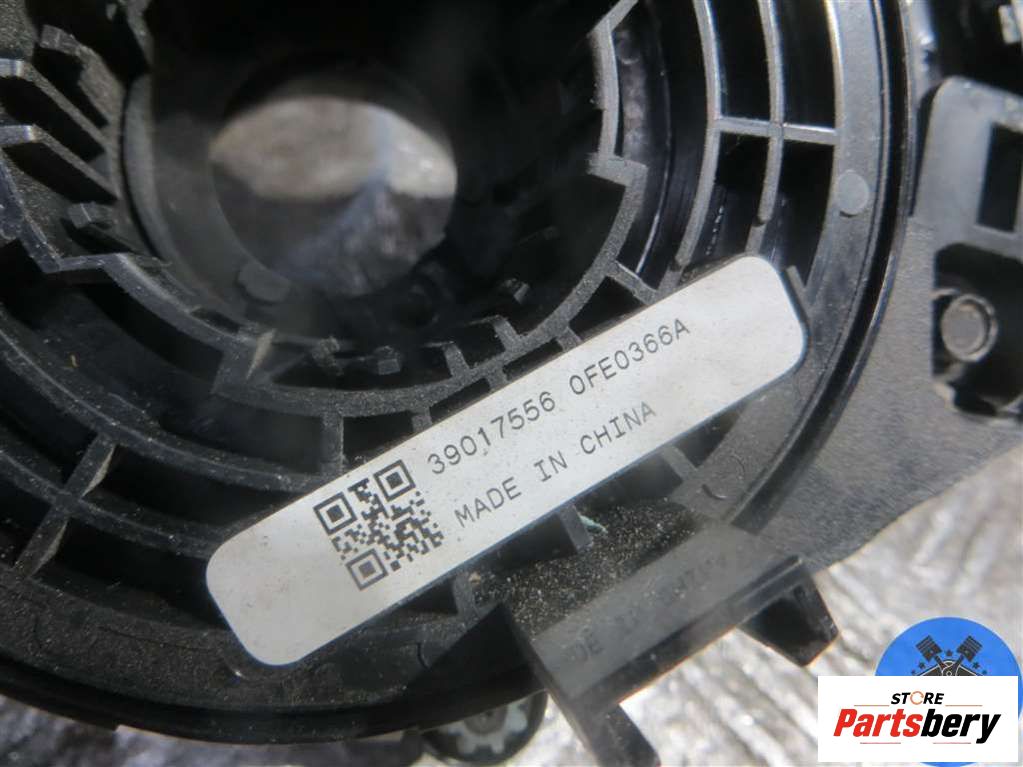 39017556 0FE0366A
MADE IN CHINA
STORE
Partsbery